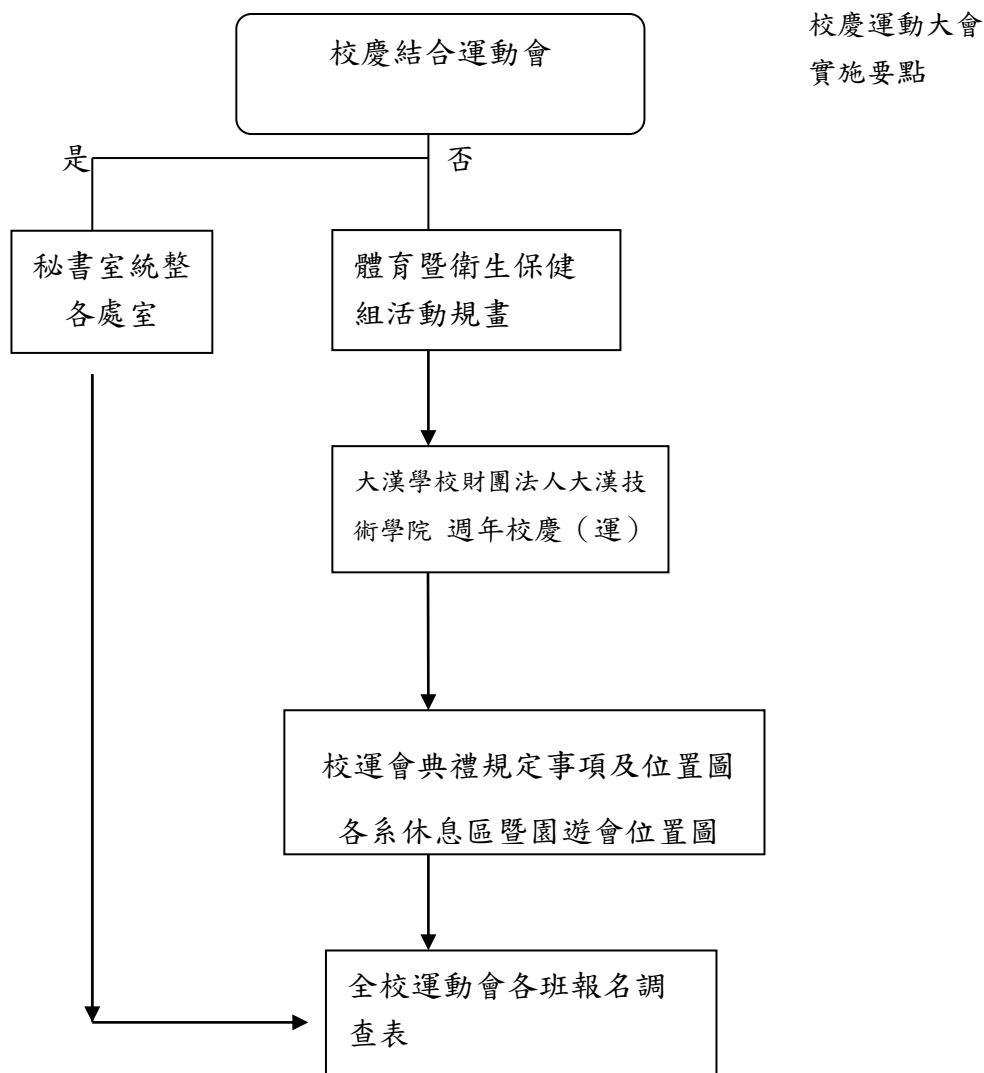 校慶結合運動會
校慶運動大會
實施要點
是
否
秘書室統整
各處室
體育暨衛生保健
組活動規畫
大漢學校財團法人大漢技
術學院 週年校慶（運）
校運會典禮規定事項及位置圖
各系休息區暨園遊會位置圖
全校運動會各班報名調
查表